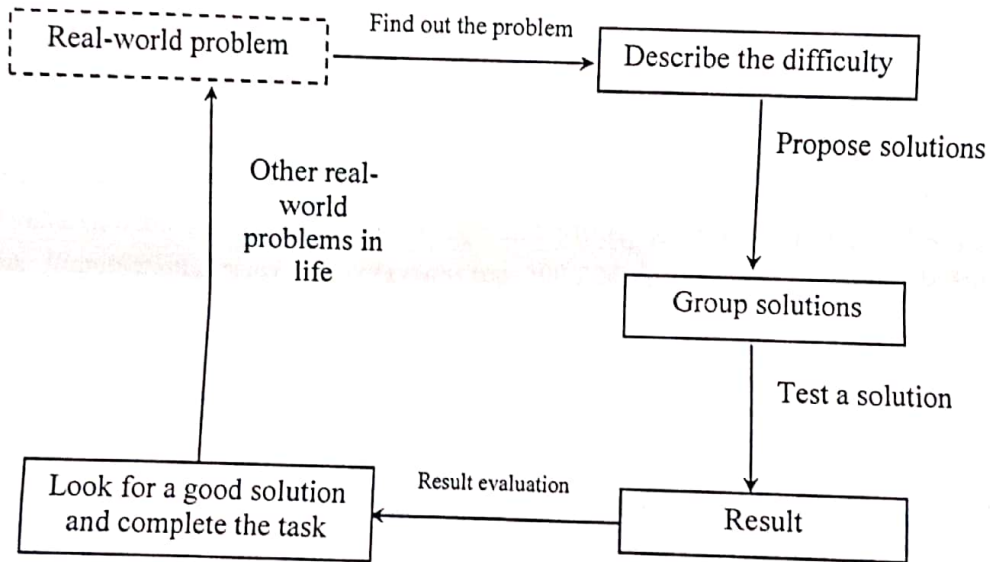 Real-world problem
Find out the problem
Describe the difficulty
Propose solutions
Other real-
world
problems in
life
Group solutions
Test a solution
Look for a good solution
and complete the task
Result evaluation
Result